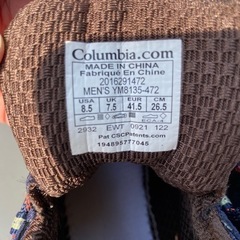 Columbia.com
MADE IN CHINA
Fabriqué En Chine
2016291472
MEN'S YM8135-472
USA UK EUR CM
8.5 7.5 41.5 26.5
2932 EWT 0921 122
Pat CSCPatents.com
194895777045